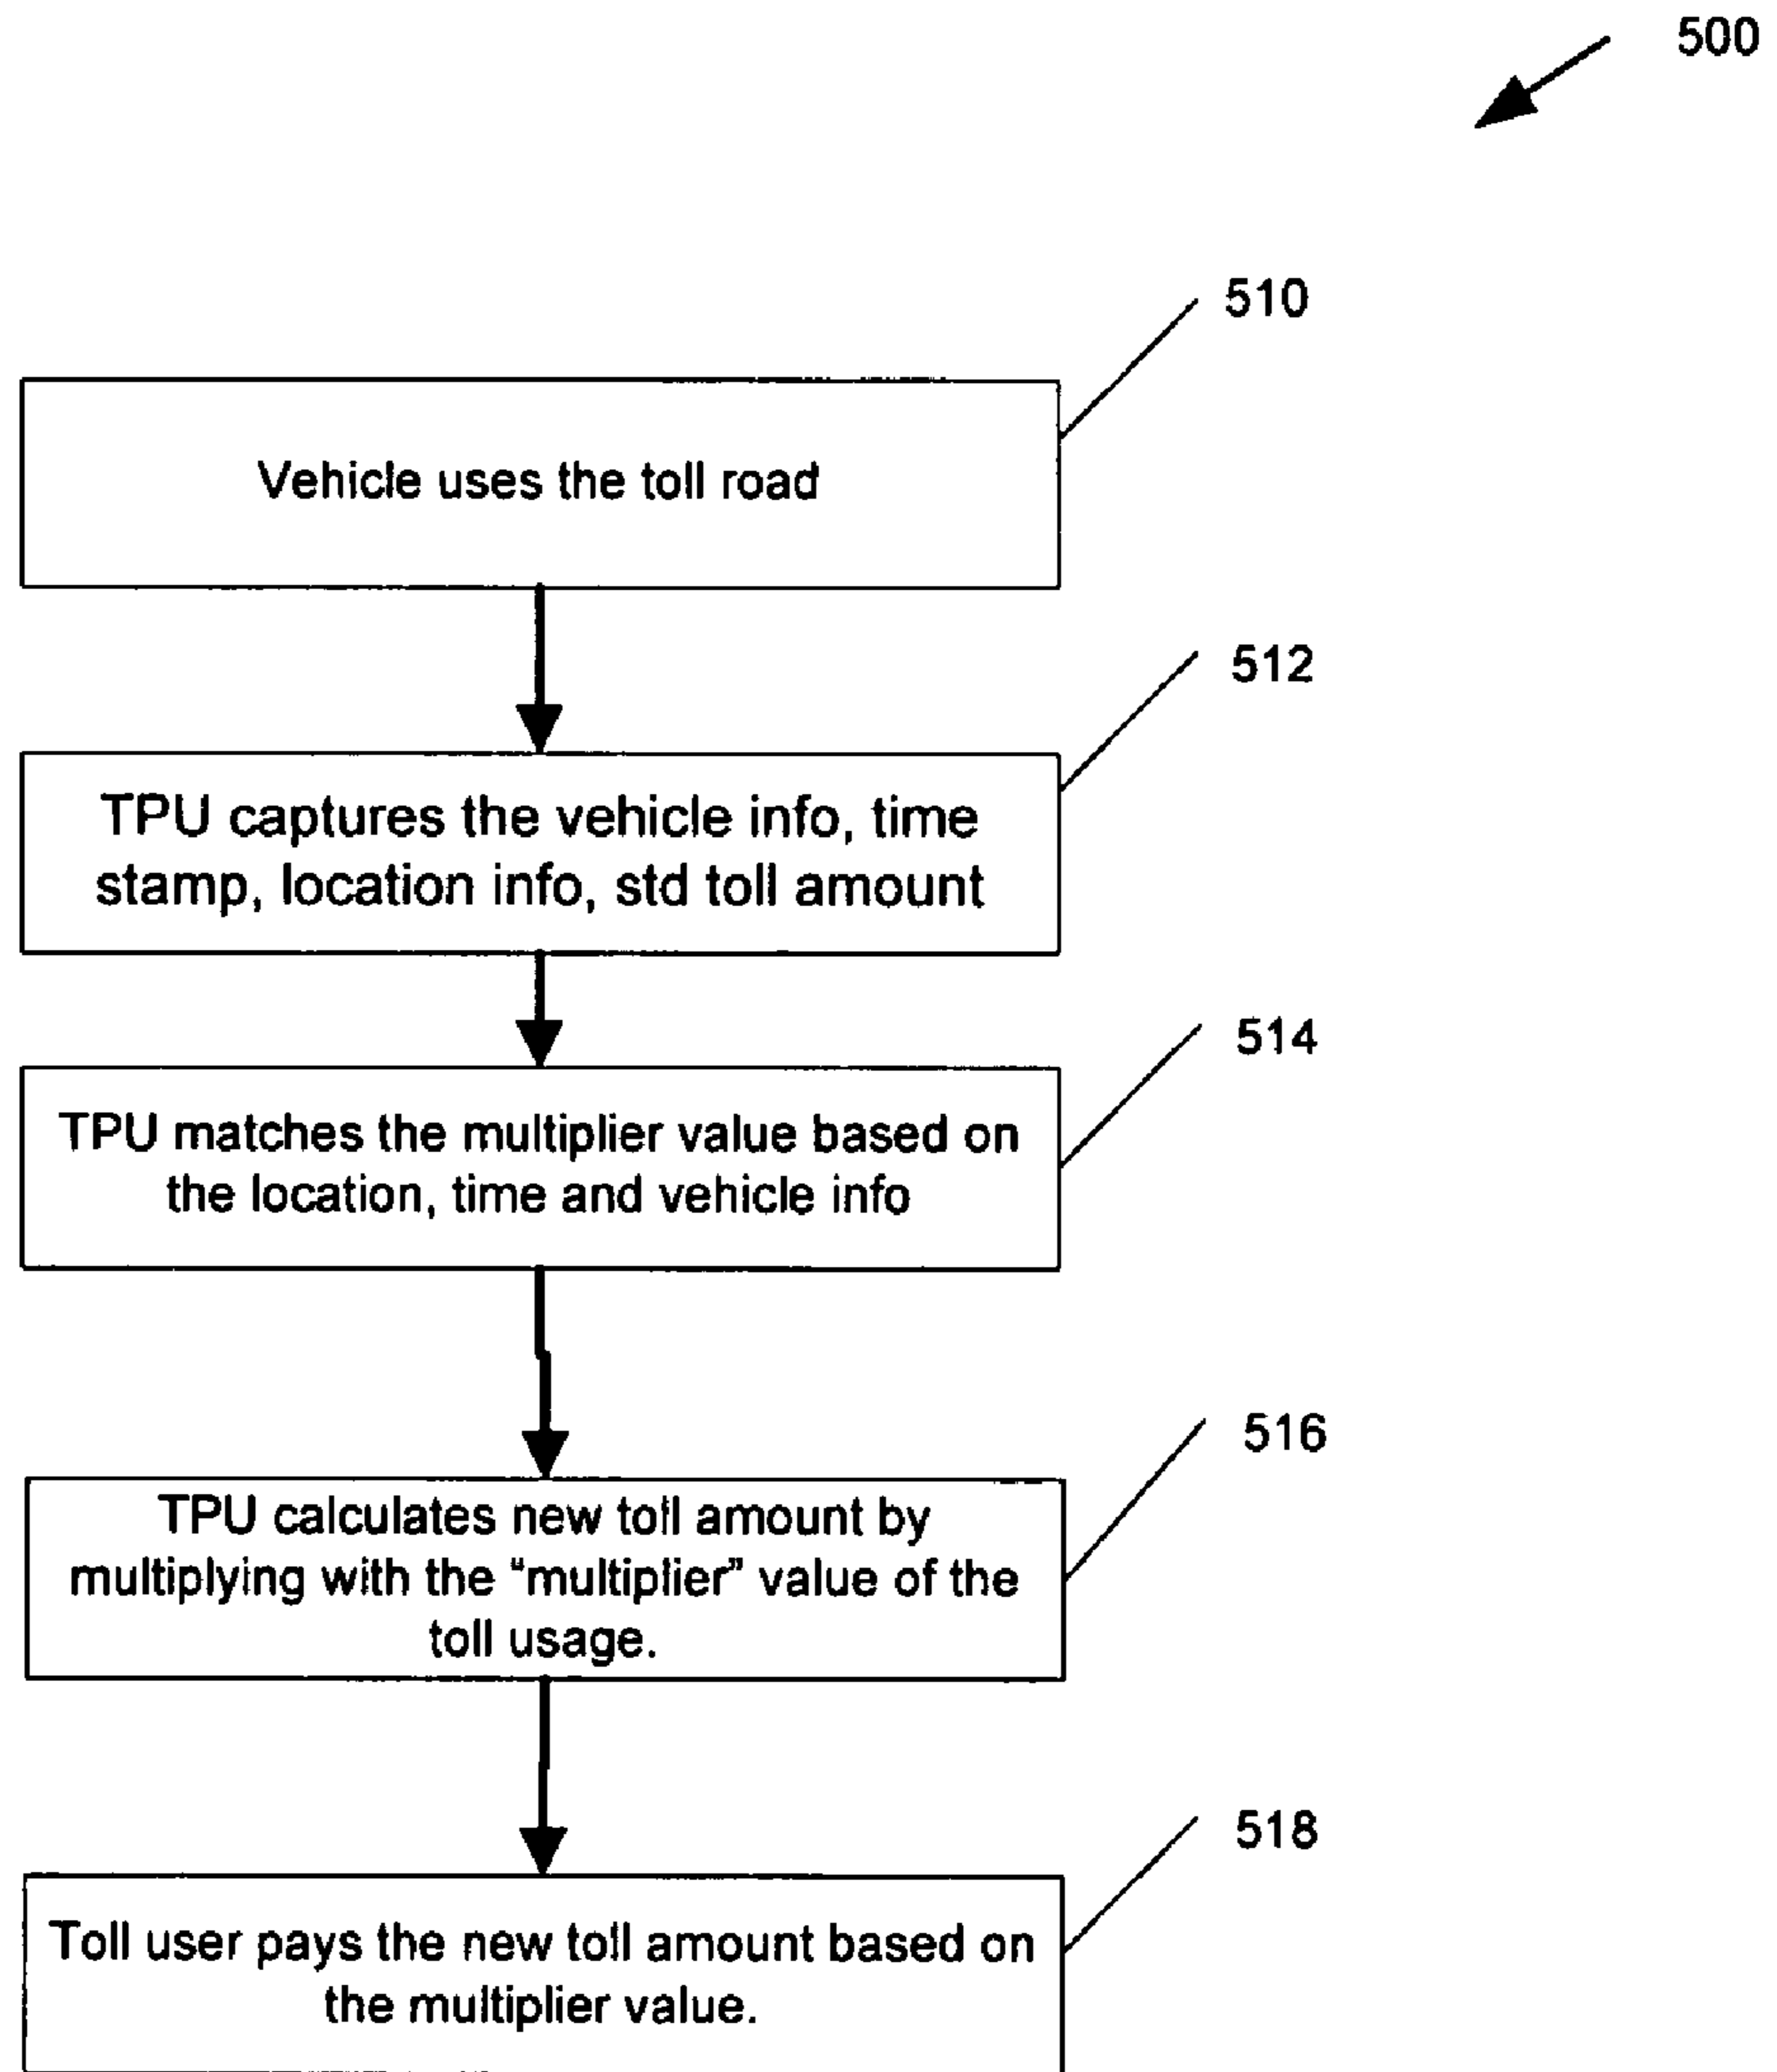 500
510
Vehicle uses the toll road
512
TPU captures the vehicle info, time
stamp, location info, std toll amount
514
TPU matches the multiplier value based on
the location, time and vehicle info
516
TPU calculates new toll amount by
multiplying with the “multiplier” value of the
toll usage.
518
Toll user pays the new toll amount based on
the multiplier value.